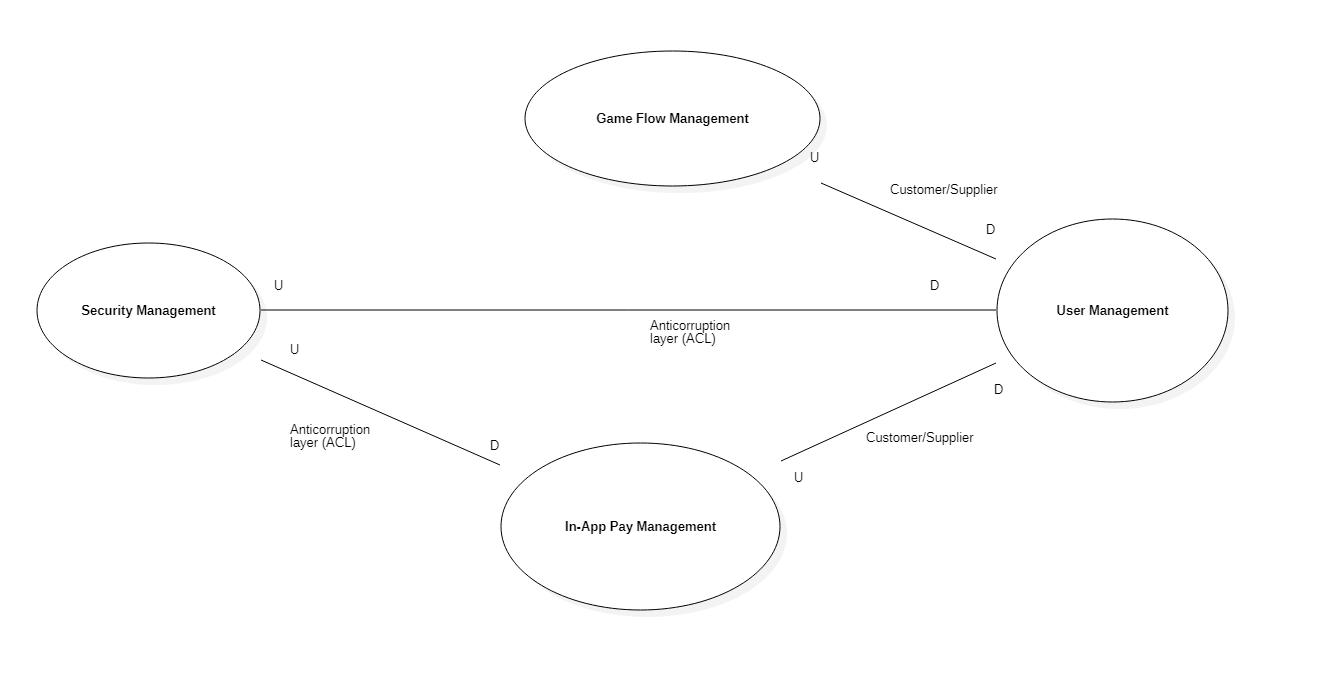 Game Flow Management
U
Customer/Supplier
D
U
D
Security Management
User Management
Anticorruption
layer (ACL)
U
D
Anticorruption
layer (ACL)
D
Customer/Supplier
U
In-App Pay Management